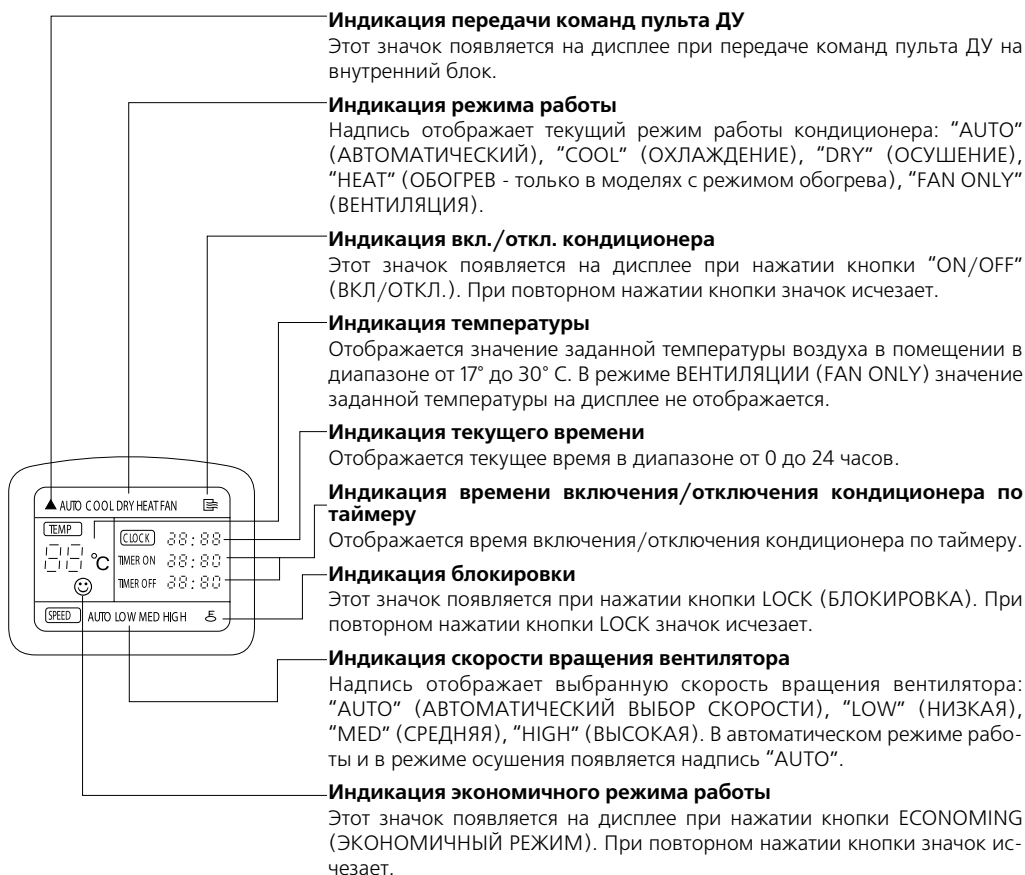 Индикация передачи команд пульта ДУ
Этот значок появляется на дисплее при передаче команд пульта ДУ на
внутренний блок.
Индикация режима работы
Надпись отображает текущий режим работы кондиционера: "AUTO"
(АВТОМАТИЧЕСКИЙ), "COOL" (ОХЛАЖДЕНИЕ), "DRY" (ОСУШЕНИЕ),
"HEAT" (ОБОГРЕВ - только в моделях с режимом обогрева), "FAN ONLY"
(ВЕНТИЛЯЦИЯ).
Индикация вкл./откл. кондиционера
Этот значок появляется на дисплее при нажатии кнопки "ON/OFF"
(ВКЛ/ОТКЛ.). При повторном нажатии кнопки значок исчезает.
Индикация температуры
Отображается значение заданной температуры воздуха в помещении в
диапазоне от 17° до 30° С. В режиме ВЕНТИЛЯЦИИ (FAN ONLY) значение
заданной температуры на дисплее не отображается.
Индикация текущего времени
Отображается текущее время в диапазоне от 0 до 24 часов.
Индикация времени включения/отключения кондиционера по
таймеру
Отображается время включения/отключения кондиционера по таймеру.
Индикация блокировки
Этот значок появляется при нажатии кнопки LOCK (БЛОКИРОВКА). При
повторном нажатии кнопки LOCK значок исчезает.
Индикация скорости вращения вентилятора
Надпись отображает выбранную скорость вращения вентилятора:
"AUTO" (АВТОМАТИЧЕСКИЙ ВЫБОР СКОРОСТИ), "LOW" (НИЗКАЯ),
"MED" (СРЕДНЯЯ), "HIGH" (ВЫСОКАЯ). В автоматическом режиме рабо-
ты и в режиме осушения появляется надпись "AUTO".
Индикация экономичного режима работы
Этот значок появляется на дисплее при нажатии кнопки ECONOMING
(ЭКОНОМИЧНЫЙ РЕЖИМ). При повторном нажатии кнопки значок ис-
чезает.
AUTO COOL DRY HEAT FAN
TEMP
88 °C
CLOCK 88:88
TIMER ON 88:80
TIMER OFF 88:80
SPEED AUTO LOW MED HIGH